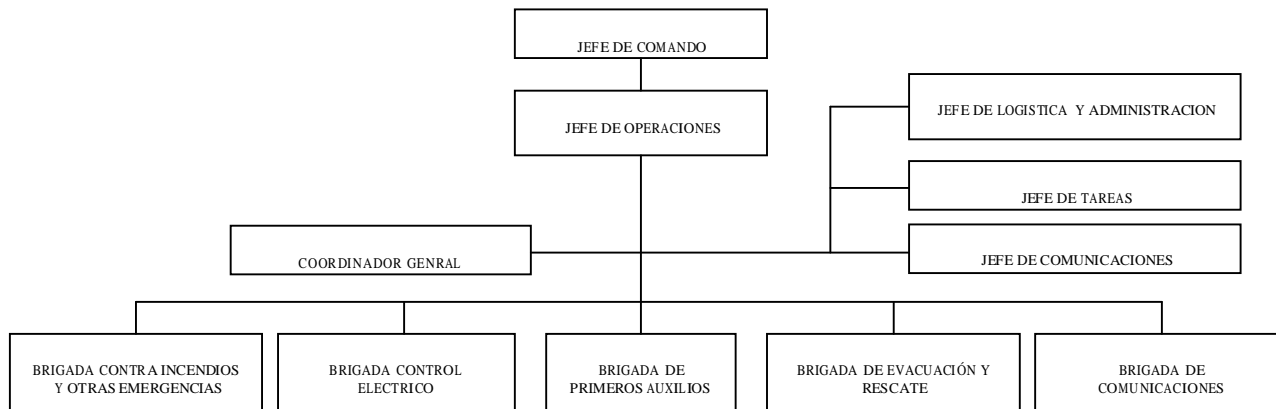 JEFE DE COMANDO
JEFE DE OPERACIONES
JEFE DE LOGISTICA Y ADMINISTRACION
JEFE DE TAREAS
COORDINADOR GENRAL
JEFE DE COMUNICACIONES
BRIGADA CONTRA INCENDIOS
Y OTRAS EMERGENCIAS
BRIGADA CONTROL
ELECTRICO
BRIGADA DE
PRIMEROS AUXILIOS
BRIGADA DE EVACUACIÓN Y
RESCATE
BRIGADA DE
COMUNICACIONES